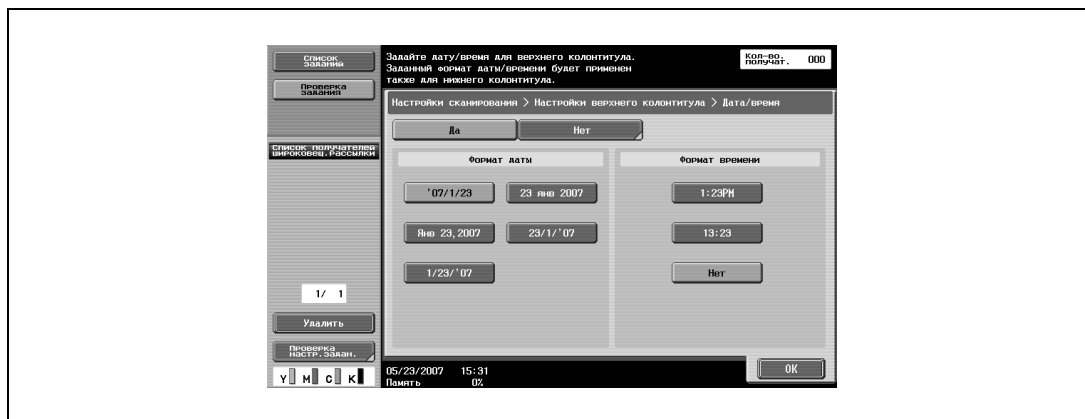 Список
заданий
Проверка
задания
Список получателей
широковещ.рассылки
1/ 1
Удалить
Проверка
настр.задан.
Y M C K
Задайте дату/время для верхнего колонтитула.
Заданный формат даты/времени будет применен
также для нижнего колонтитула.
Кол-во.
получат. 000
Настройки сканирования > Настройки верхнего колонтитула > Дата/время
Да Нет
Формат даты
'07/1/23 23 янв 2007
Янв 23,2007 23/1/'07
1/23/'07
Формат времени
1:23PM
13:23
Нет
05/23/2007 15:31
Память 0%
OK